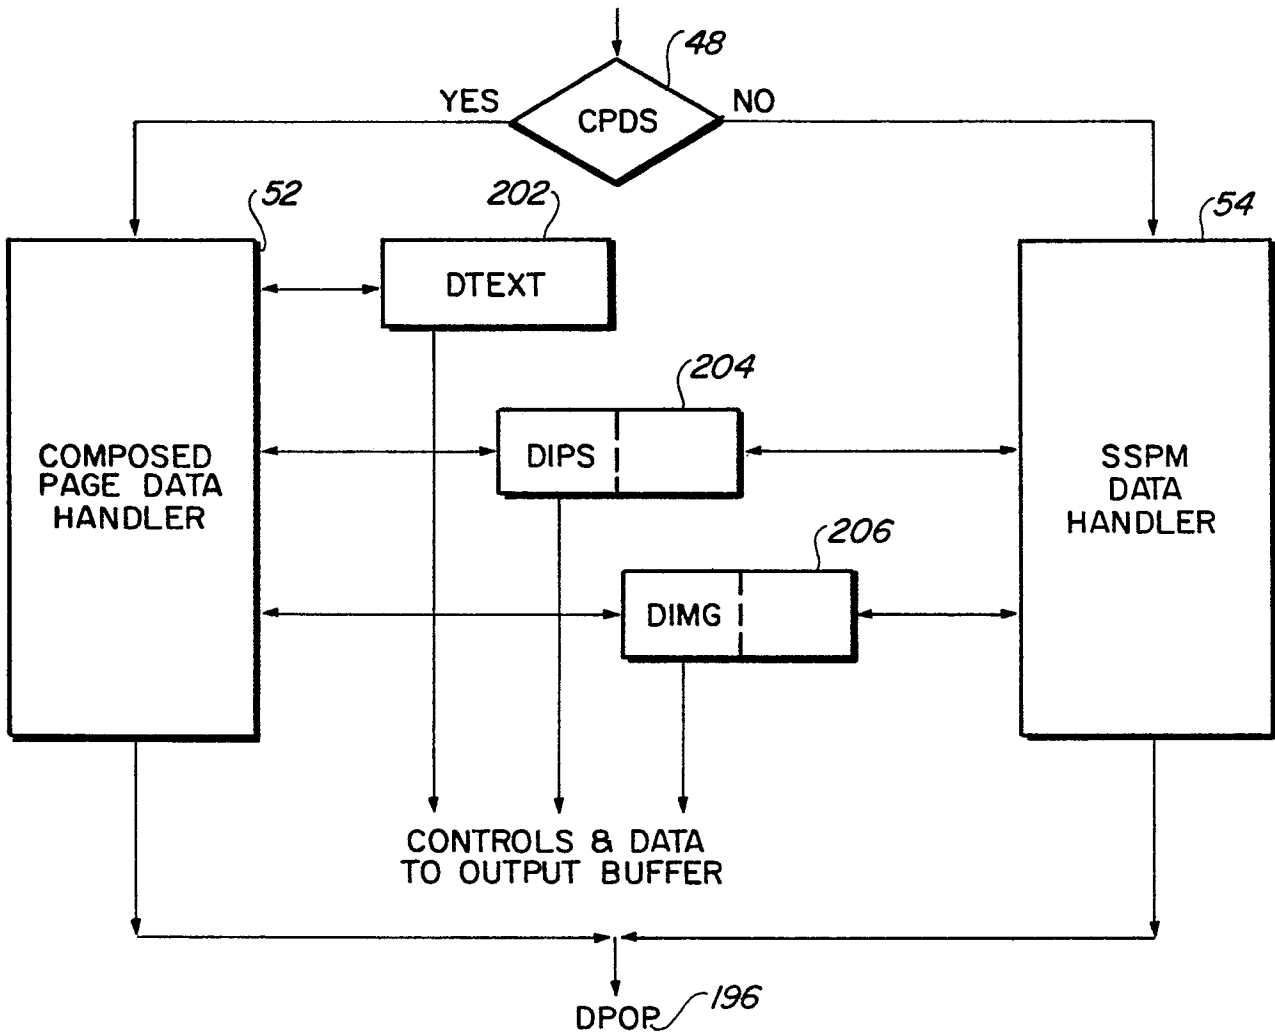 48
YES
CPDS
NO
52
202
54
DTEXT
204
COMPOSED
PAGE DATA
HANDLER
DIPS
SSPM
DATA
HANDLER
206
DIMG
CONTROLS & DATA
TO OUTPUT BUFFER
DPOP
196